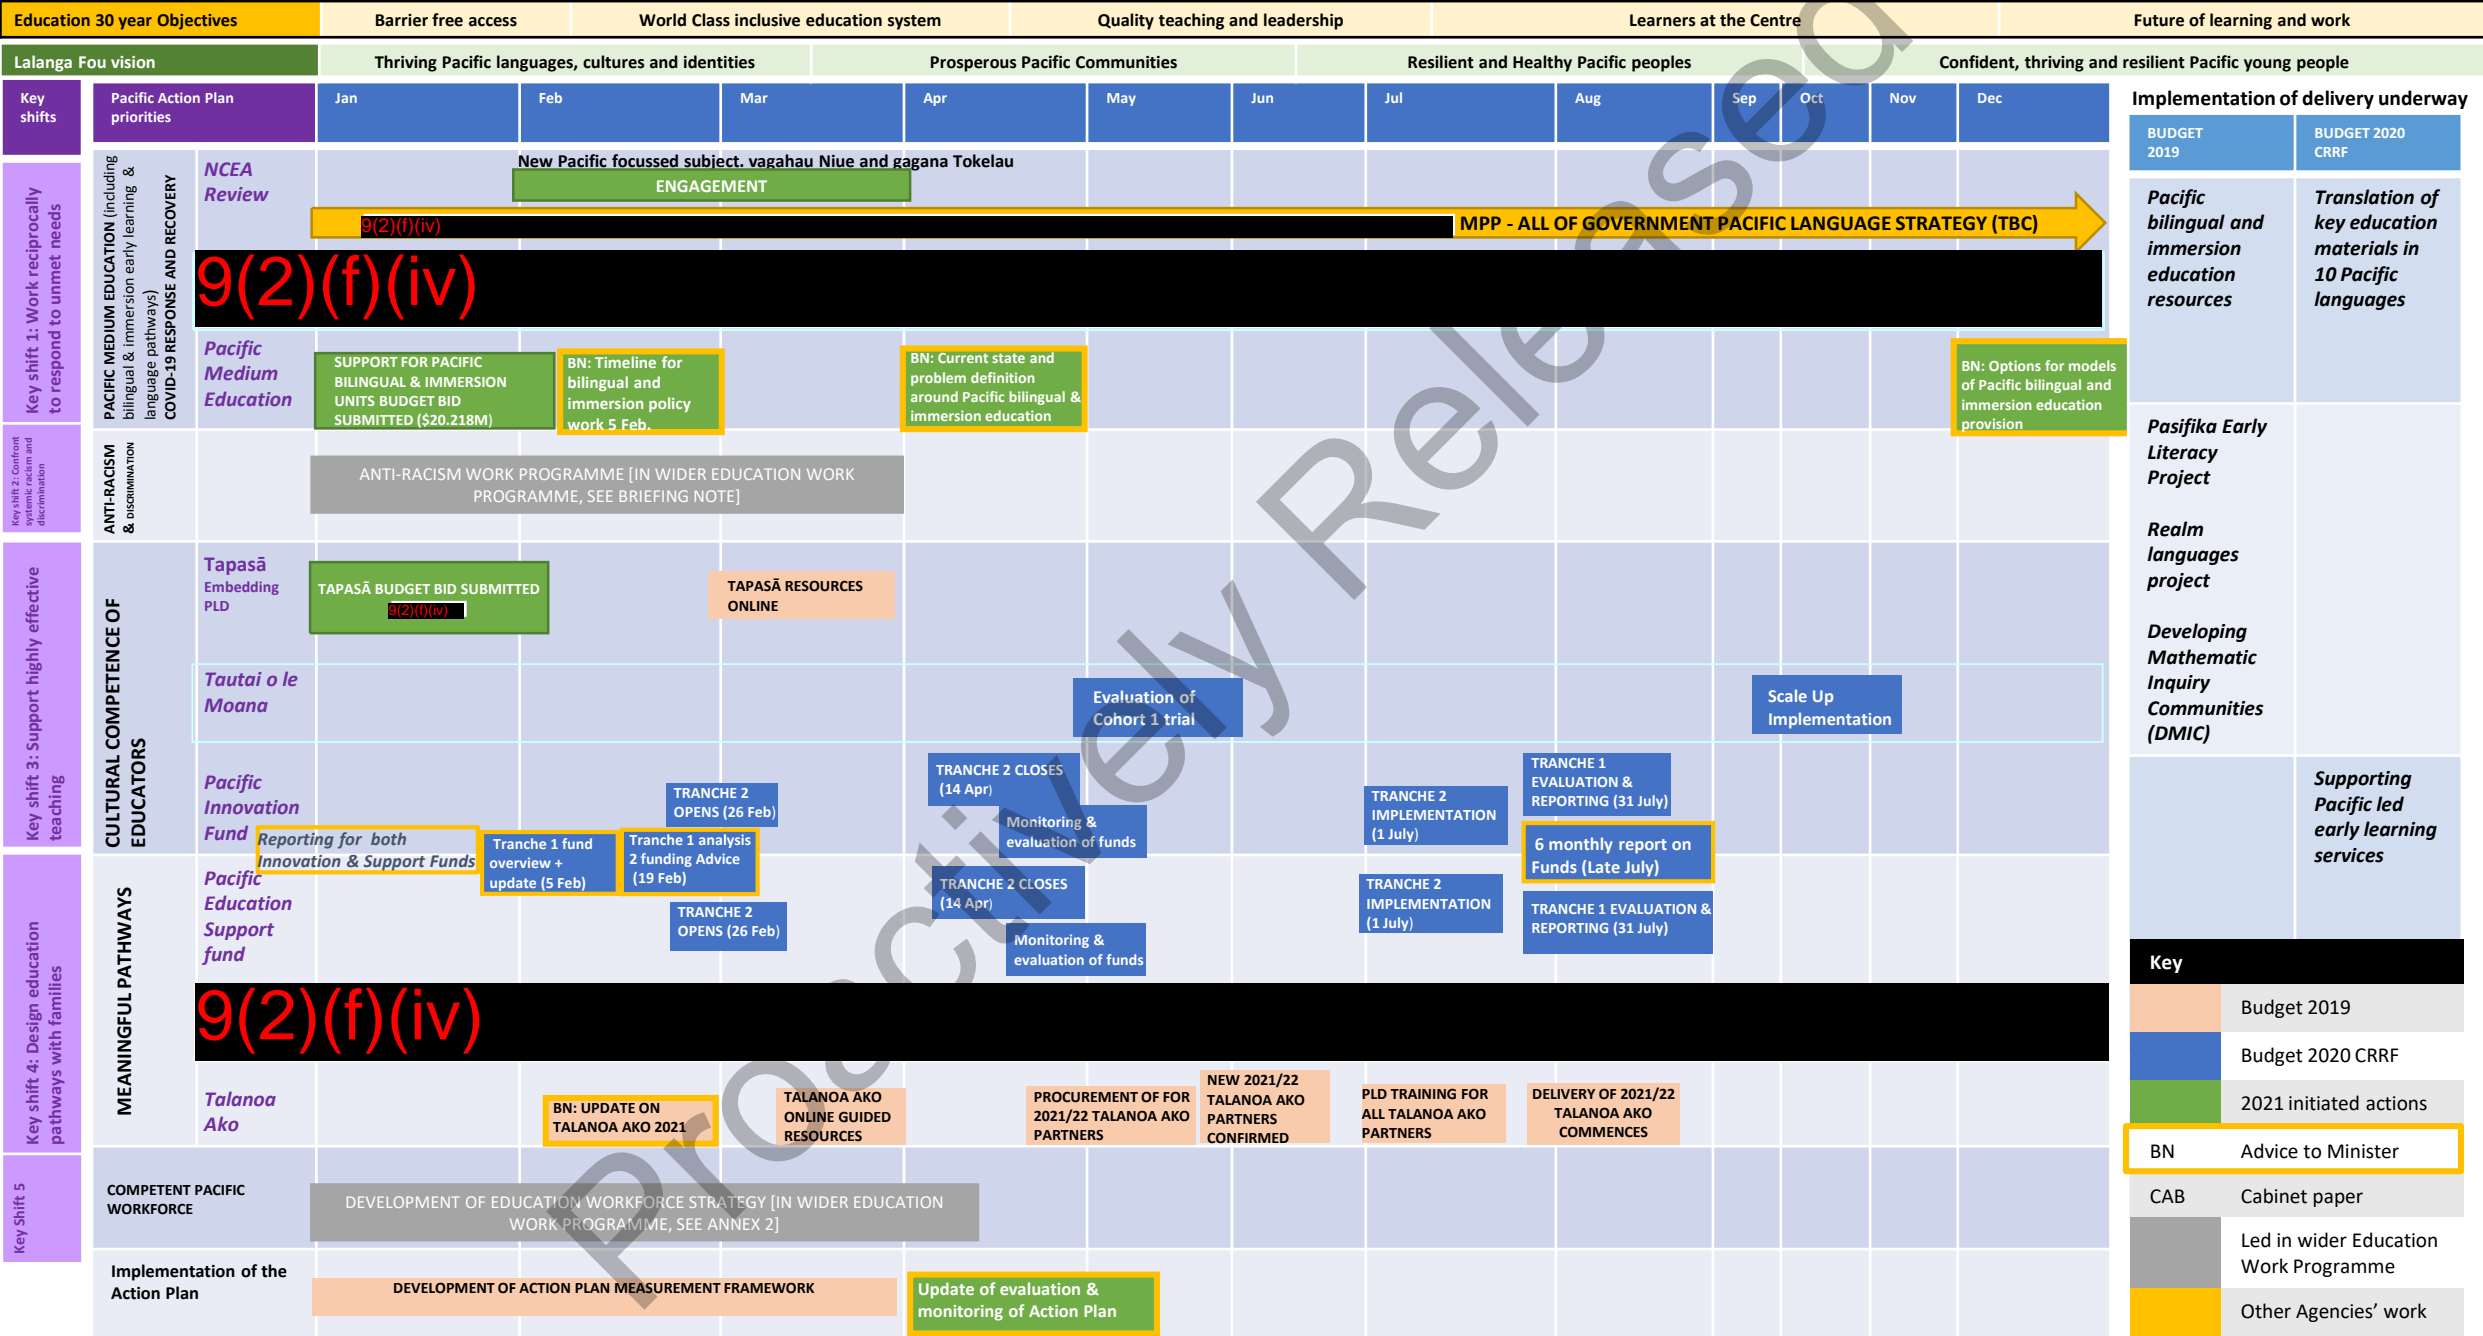 Education 30 year Objectives
Barrier free access
World Class inclusive education system
Quality teaching and leadership
Learners at the Centre
Future of learning and work
Lalanga Fou vision
Thriving Pacific languages, cultures and identities
Prosperous Pacific Communities
Resilient and Healthy Pacific peoples
Confident, thriving and resilient Pacific young people
Key
shifts
Pacific Action Plan
priorities
Jan
Feb
Mar
Apr
May
Jun
Jul
Aug
Sep
Oct
Nov
Dec
Implementation of delivery underway
BUDGET
2019
BUDGET 2020
CRRF
Key shift 1: Work reciprocally
to respond to unmet needs
PACIFIC MEDIUM EDUCATION (including
bilingual & immersion early learning &
language pathways)
COVID-19 RESPONSE AND RECOVERY
NCEA
Review
New Pacific focussed subject. vagahau Niue and gagana Tokelau
ENGAGEMENT
9(2)(f)(iv)
MPP - ALL OF GOVERNMENT PACIFIC LANGUAGE STRATEGY (TBC)
9(2)(f)(iv)
Pacific
Medium
Education
SUPPORT FOR PACIFIC
BILINGUAL & IMMERSION
UNITS BUDGET BID
SUBMITTED ($20.218M)
BN: Timeline for
bilingual and
immersion policy
work 5 Feb.
BN: Current state and
problem definition
around Pacific bilingual &
immersion education
BN: Options for models
of Pacific bilingual and
immersion education
provision
Pacific
bilingual and
immersion
education
resources
Translation of
key education
materials in
10 Pacific
languages
Key shift 2: Confront
systemic racism and
discrimination
ANTI-RACISM
& DISCRIMINATION
ANTI-RACISM WORK PROGRAMME [IN WIDER EDUCATION WORK
PROGRAMME, SEE BRIEFING NOTE]
Pasifika Early
Literacy
Project
Realm
languages
project
Developing
Mathematic
Inquiry
Communities
(DMIC)
Key shift 3: Support highly effective
teaching
CULTURAL COMPETENCE OF
EDUCATORS
Tapasā
Embedding
PLD
TAPASĀ BUDGET BID SUBMITTED
9(2)(f)(iv)
TAPASĀ RESOURCES
ONLINE
Tautai o le
Moana
Evaluation of
Cohort 1 trial
Scale Up
Implementation
Pacific
Innovation
Fund
TRANCHE 2
OPENS (26 Feb)
TRANCHE 2 CLOSES
(14 Apr)
Monitoring &
evaluation of funds
TRANCHE 2
IMPLEMENTATION
(1 July)
TRANCHE 1
EVALUATION &
REPORTING (31 July)
Reporting for both
Innovation & Support Funds
Tranche 1 fund
overview +
update (5 Feb)
Tranche 1 analysis
2 funding Advice
(19 Feb)
6 monthly report on
Funds (Late July)
Supporting
Pacific led
early learning
services
Key shift 4: Design education
pathways with families
MEANINGFUL PATHWAYS
Pacific
Education
Support
fund
TRANCHE 2
OPENS (26 Feb)
TRANCHE 2 CLOSES
(14 Apr)
Monitoring &
evaluation of funds
TRANCHE 2
IMPLEMENTATION
(1 July)
TRANCHE 1 EVALUATION &
REPORTING (31 July)
9(2)(f)(iv)
Talanoa
Ako
BN: UPDATE ON
TALANOA AKO 2021
TALANOA AKO
ONLINE GUIDED
RESOURCES
PROCUREMENT OF FOR
2021/22 TALANOA AKO
PARTNERS
NEW 2021/22
TALANOA AKO
PARTNERS
CONFIRMED
PLD TRAINING FOR
ALL TALANOA AKO
PARTNERS
DELIVERY OF 2021/22
TALANOA AKO
COMMENCES
Key Shift 5
COMPETENT PACIFIC
WORKFORCE
DEVELOPMENT OF EDUCATION WORKFORCE STRATEGY [IN WIDER EDUCATION
WORK PROGRAMME, SEE ANNEX 2]
Implementation of the
Action Plan
DEVELOPMENT OF ACTION PLAN MEASUREMENT FRAMEWORK
Update of evaluation &
monitoring of Action Plan
Key
Budget 2019
Budget 2020 CRRF
2021 initiated actions
BN
Advice to Minister
CAB
Cabinet paper
Led in wider Education
Work Programme
Other Agencies' work
Proactively Released